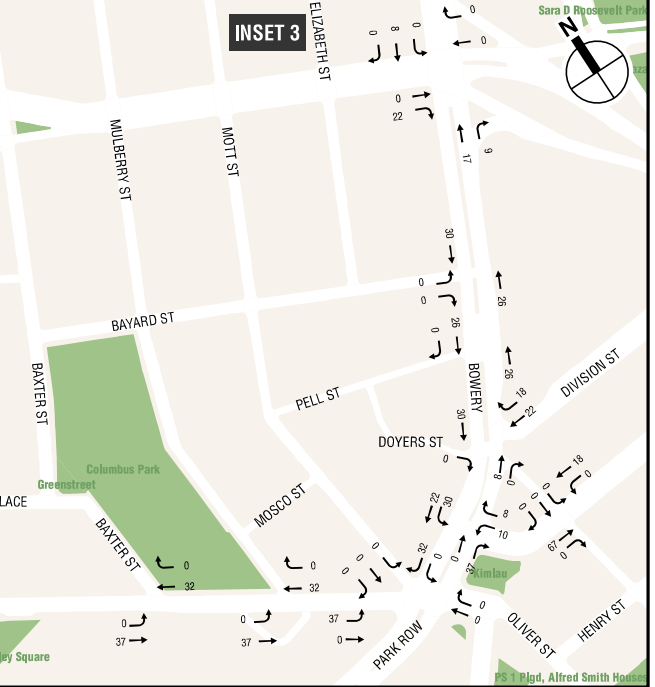 Sara D Roosevelt Park
0
INSET 3
N
ELIZABETH ST
0
8
0
0
0
22
17
9
MULBERRY ST
MOTT ST
30
0
0
26
BAYARD ST
26
0
26
BOWERY
DIVISION ST
BAXTER ST
PELL ST
18
22
30
DOYERS ST
0
8
0
18
0
Columbus Park
Greenstreet
LACE
22
30
0
0
0
8
10
MOSCO ST
BAXTER ST
67
0
0
0
0
32
0
0
37
Kimlau
0
32
0
32
0
37
0
37
37
0
0
0
PARK ROW
OLIVER ST
HENRY ST
ey Square
PS 1 Plgd, Alfred Smith Houses